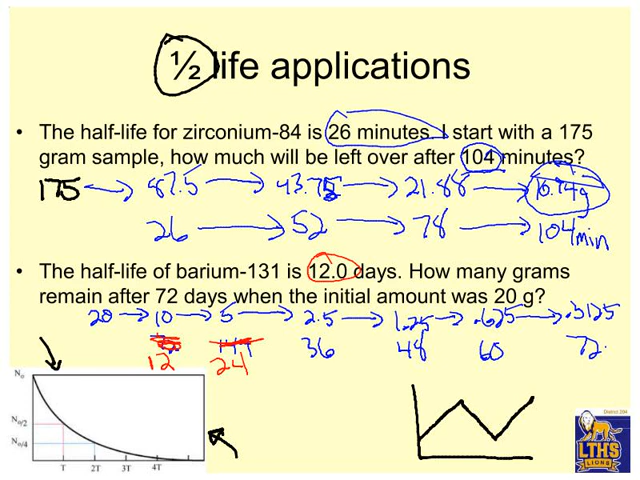 ½ life applications
• The half-life for zirconium-84 is 26 minutes. I start with a 175
gram sample, how much will be left over after 104 minutes?
175 87.5 43.75 21.88
26 52 78 104min
• The half-life of barium-131 is 12.0 days. How many grams
remain after 72 days when the initial amount was 20 g?
20 10 5 2.5 1.25 .625 .3125
12 24 36 48 60 72
N₀
N₀/2
N₀/4
T 2T 3T 4T
District 204
LTHS
LIONS